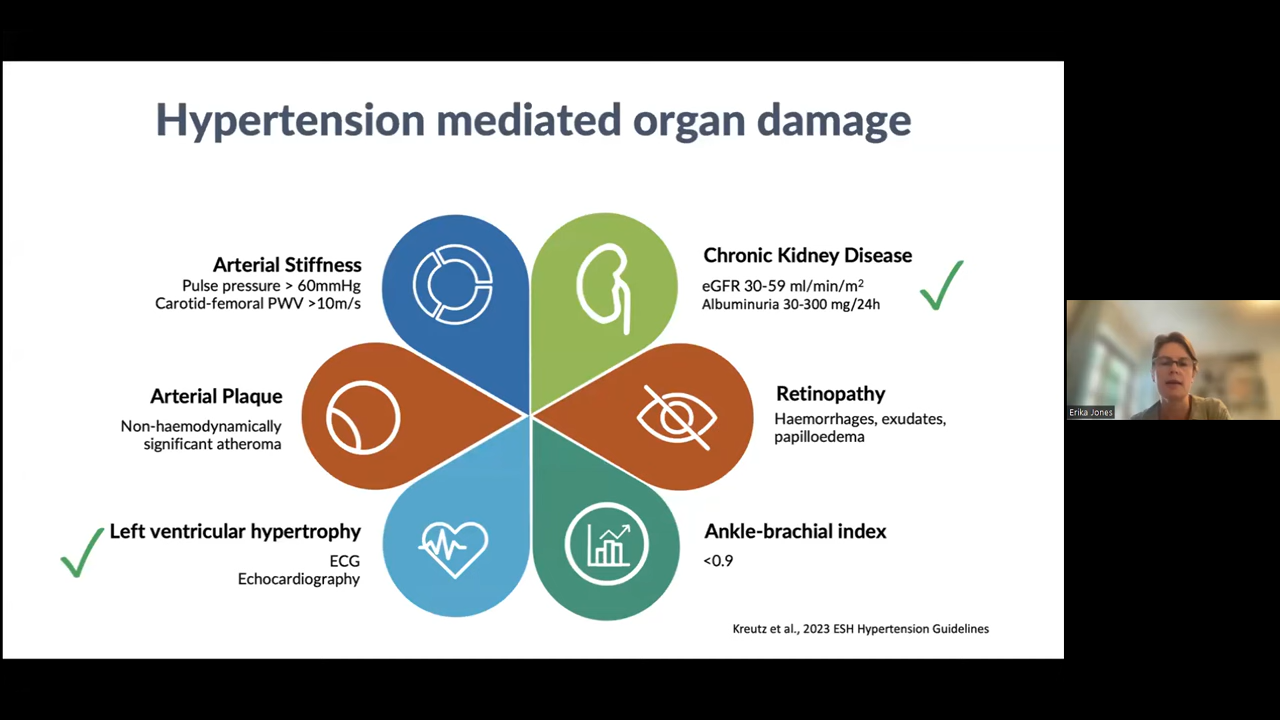 Hypertension mediated organ damage
Arterial Stiffness
Pulse pressure > 60mmHg
Carotid-femoral PWV >10m/s
Chronic Kidney Disease
eGFR 30-59 ml/min/m²
Albuminuria 30-300 mg/24h
Arterial Plaque
Non-haemodynamically
significant atheroma
Retinopathy
Haemorrhages, exudates,
papilloedema
Left ventricular hypertrophy
ECG
Echocardiography
Ankle-brachial index
<0.9
Kreutz et al., 2023 ESH Hypertension Guidelines
Erika Jones